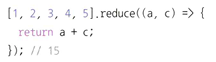 [1, 2, 3, 4, 5].reduce((a, c) => {
  return a + c;
}); // 15